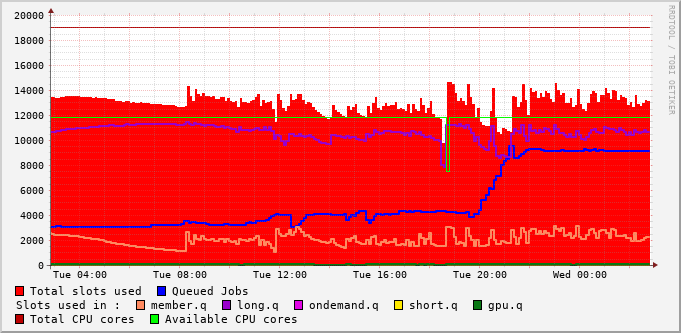 20000
18000
16000
14000
12000
10000
8000
6000
4000
2000
0
Tue 04:00 Tue 08:00 Tue 12:00 Tue 16:00 Tue 20:00 Wed 00:00
Total slots used Queued Jobs
Slots used in : member.q long.q ondemand.q short.q gpu.q
Total CPU cores Available CPU cores
RRDTOOL / TOBI OETIKER